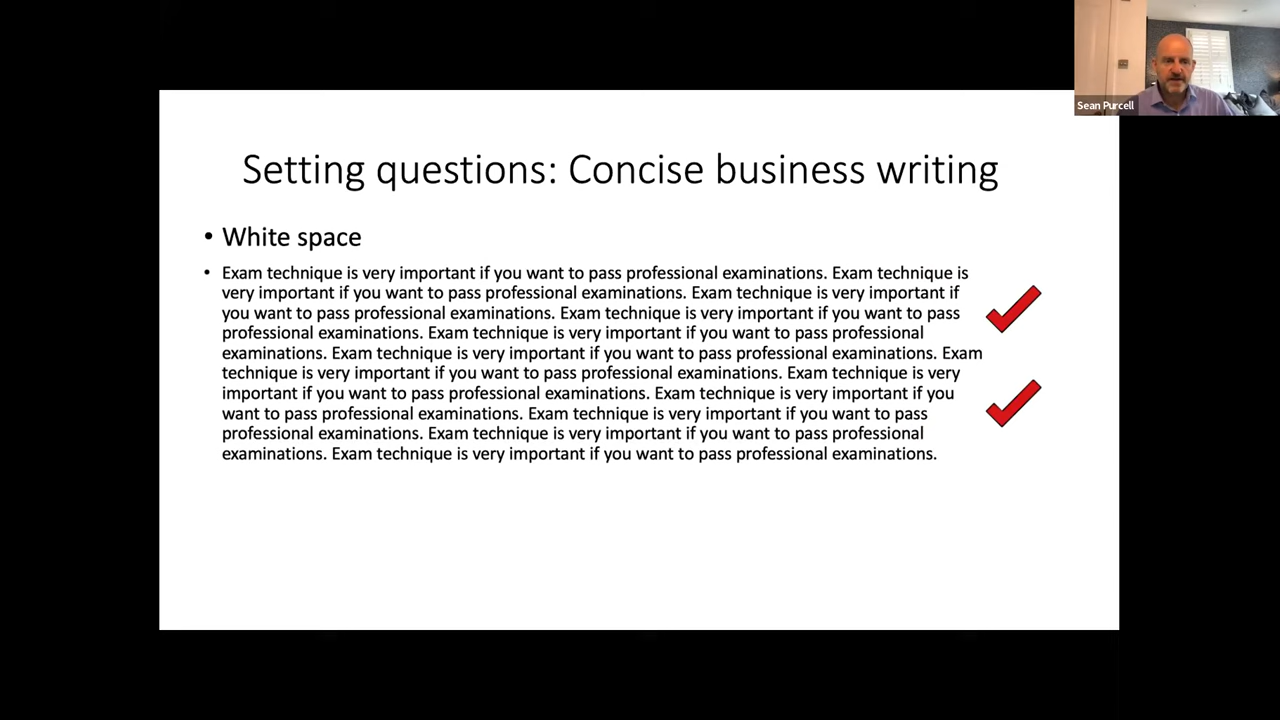 Sean Purcell
Setting questions: Concise business writing
• White space
• Exam technique is very important if you want to pass professional examinations. Exam technique is
very important if you want to pass professional examinations. Exam technique is very important if
you want to pass professional examinations. Exam technique is very important if you want to pass
professional examinations. Exam technique is very important if you want to pass professional
examinations. Exam technique is very important if you want to pass professional examinations. Exam
technique is very important if you want to pass professional examinations. Exam technique is very
important if you want to pass professional examinations. Exam technique is very important if you
want to pass professional examinations. Exam technique is very important if you want to pass
professional examinations. Exam technique is very important if you want to pass professional
examinations. Exam technique is very important if you want to pass professional examinations.